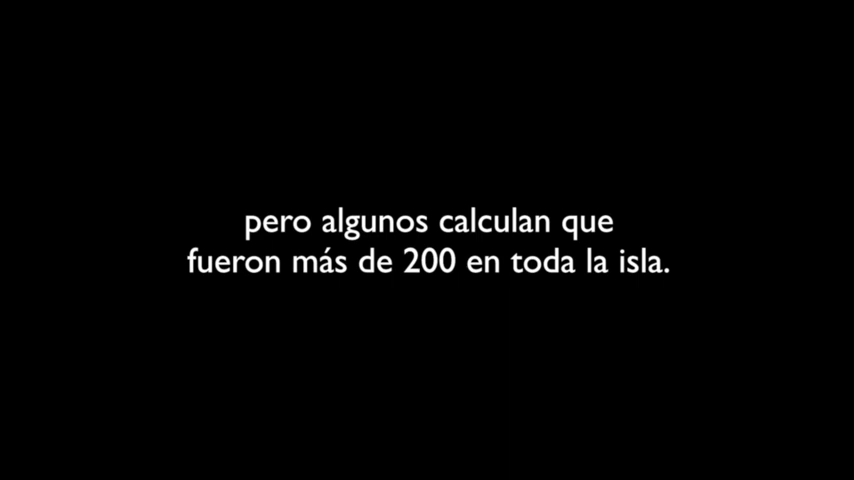 pero algunos calculan que
fueron más de 200 en toda la isla.